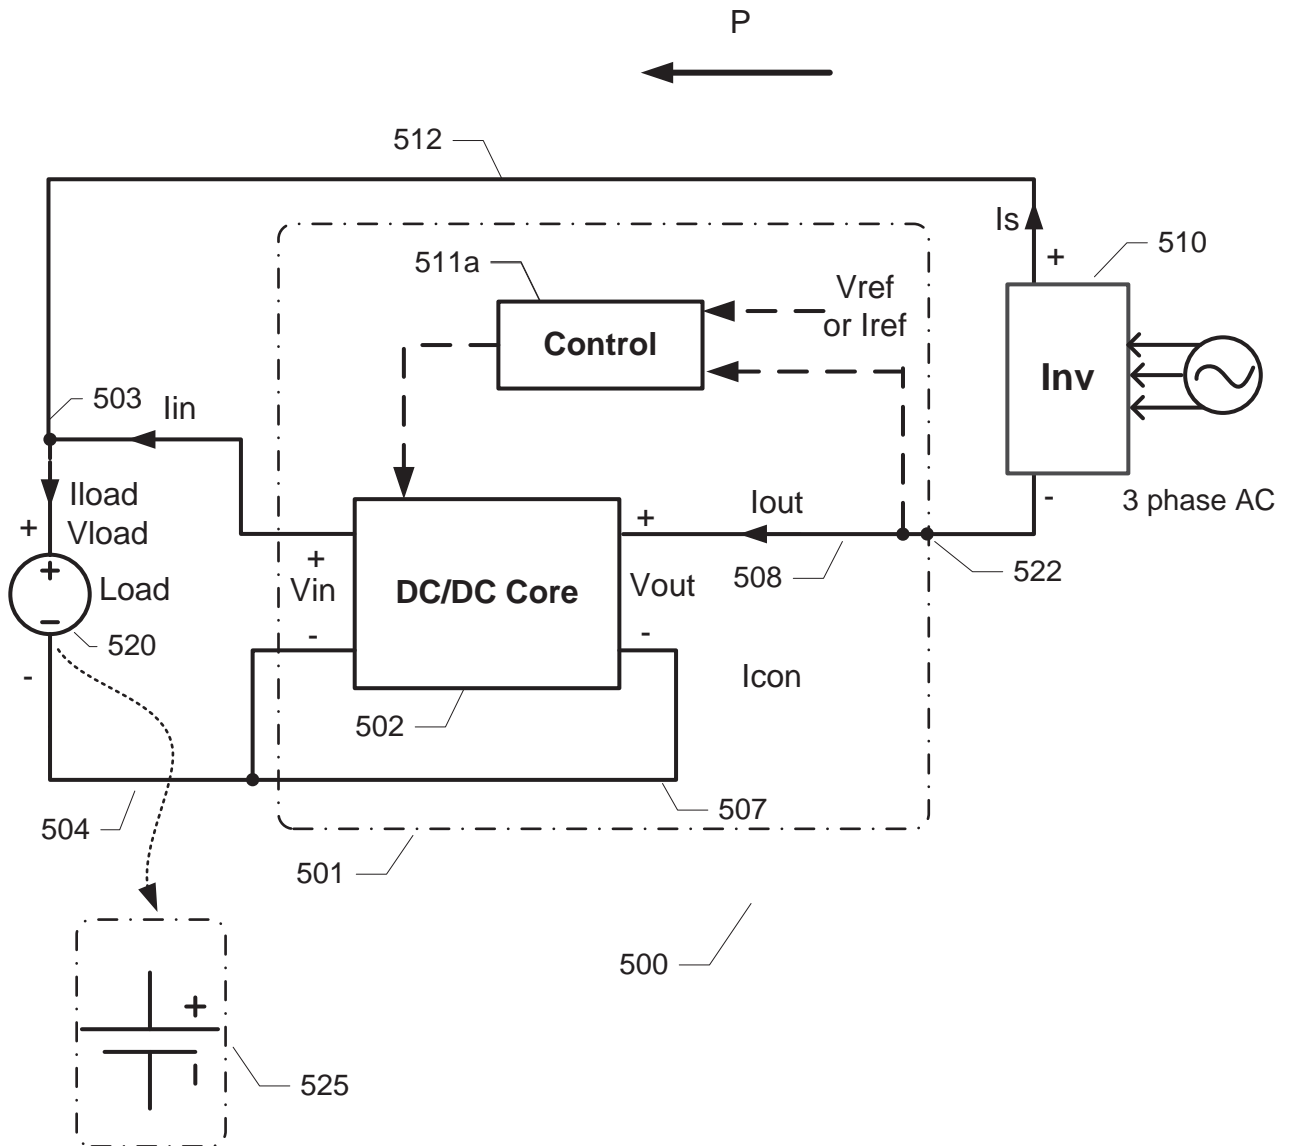 P
512
Is
+
510
511a
Vref
or Iref
Control
Inv
503
Iin
Iload
Vload
+
-
3 phase AC
Iout
+
+
Vin
-
DC/DC Core
Vout
-
508
522
+
−
Load
520
-
Icon
502
507
504
501
500
+
−
525